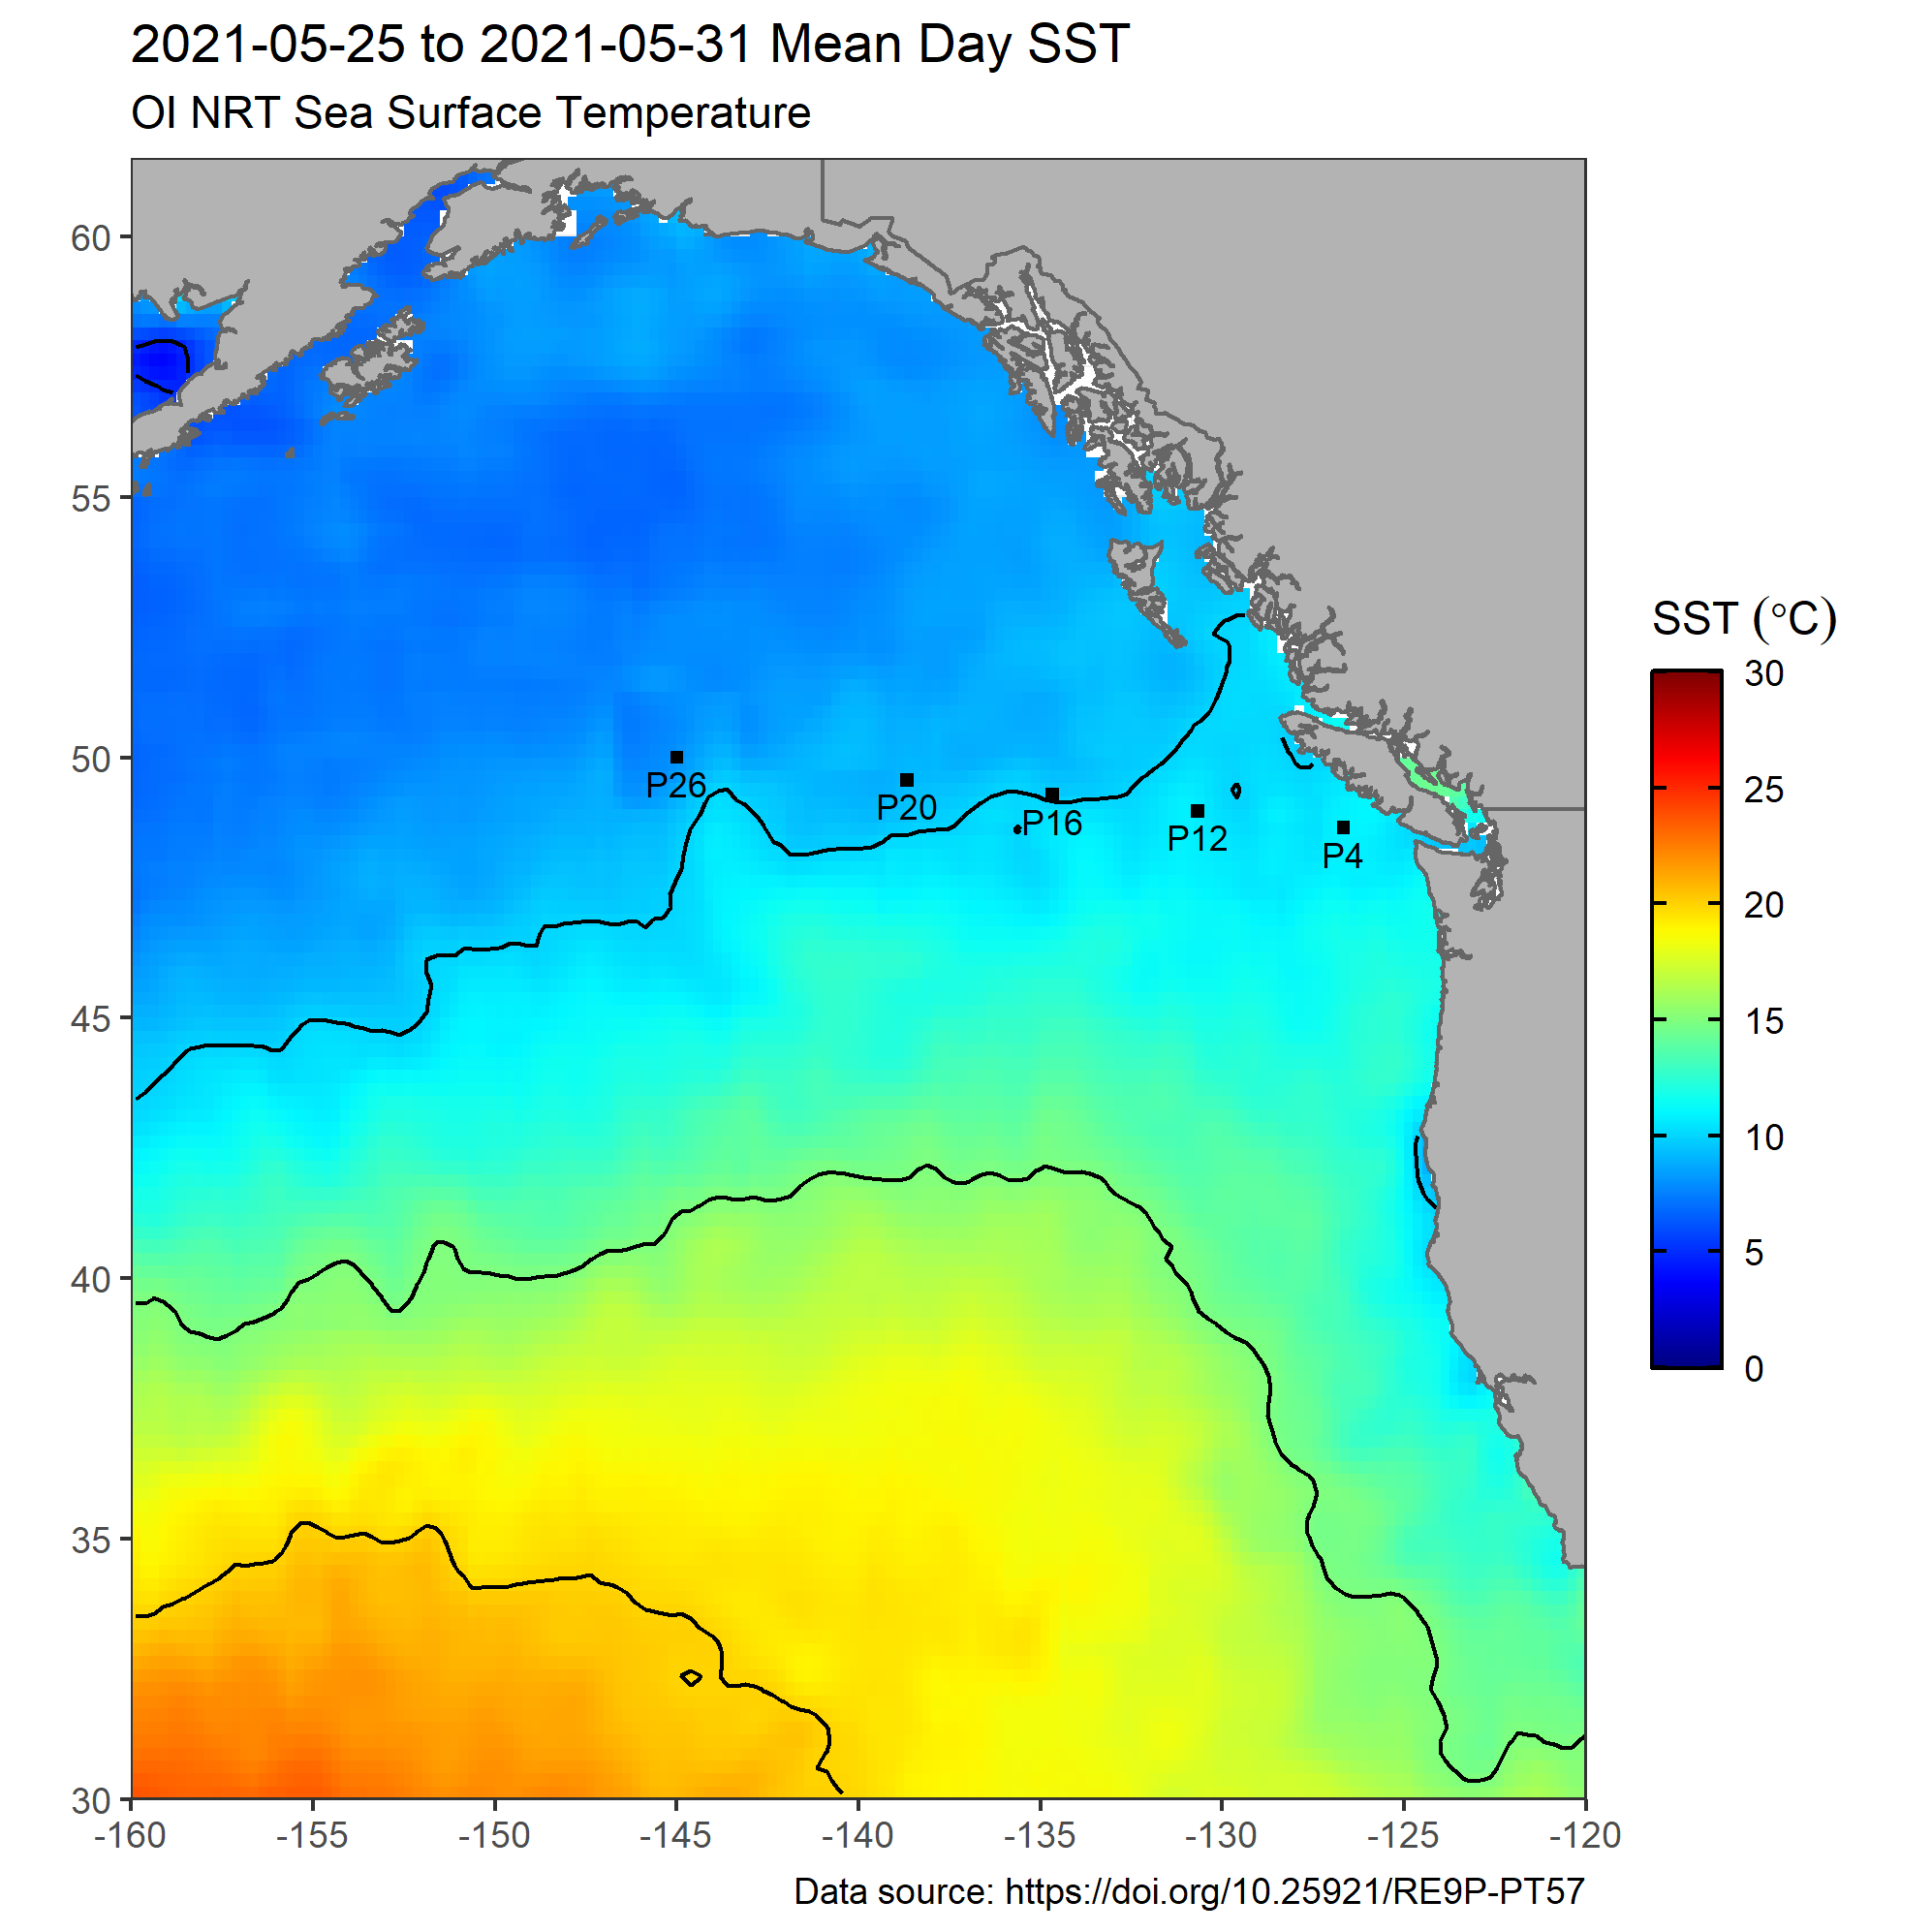 2021-05-25 to 2021-05-31 Mean Day SST
OI NRT Sea Surface Temperature
60
55
50
45
40
35
30
P26
P20
P16
P12
P4
-160
-155
-150
-145
-140
-135
-130
-125
-120
SST (°C)
30
25
20
15
10
5
0
Data source: https://doi.org/10.25921/RE9P-PT57